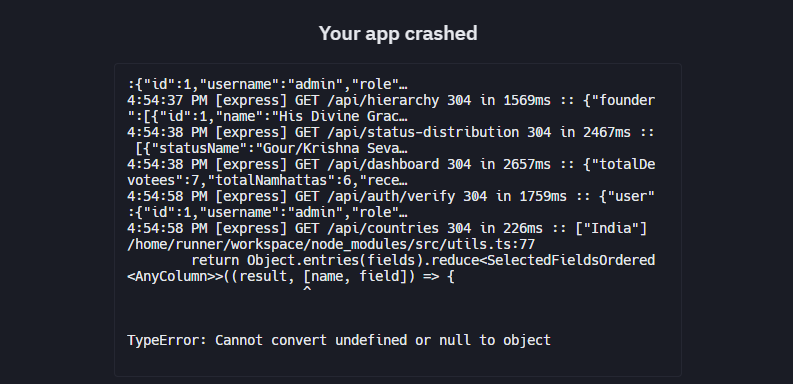 Your app crashed
:{"id":1,"username":"admin","role"…
4:54:37 PM [express] GET /api/hierarchy 304 in 1569ms :: {"founder
":[{"id":1,"name":"His Divine Grac…
4:54:38 PM [express] GET /api/status-distribution 304 in 2467ms ::
[{"statusName":"Gour/Krishna Seva…
4:54:38 PM [express] GET /api/dashboard 304 in 2657ms :: {"totalDe
votees":7,"totalNamhattas":6,"rece…
4:54:58 PM [express] GET /api/auth/verify 304 in 1759ms :: {"user"
:{"id":1,"username":"admin","role"…
4:54:58 PM [express] GET /api/countries 304 in 226ms :: ["India"]
/home/runner/workspace/node_modules/src/utils.ts:77
return Object.entries(fields).reduce<SelectedFieldsOrdered
<AnyColumn>>((result, [name, field]) => {
^
TypeError: Cannot convert undefined or null to object